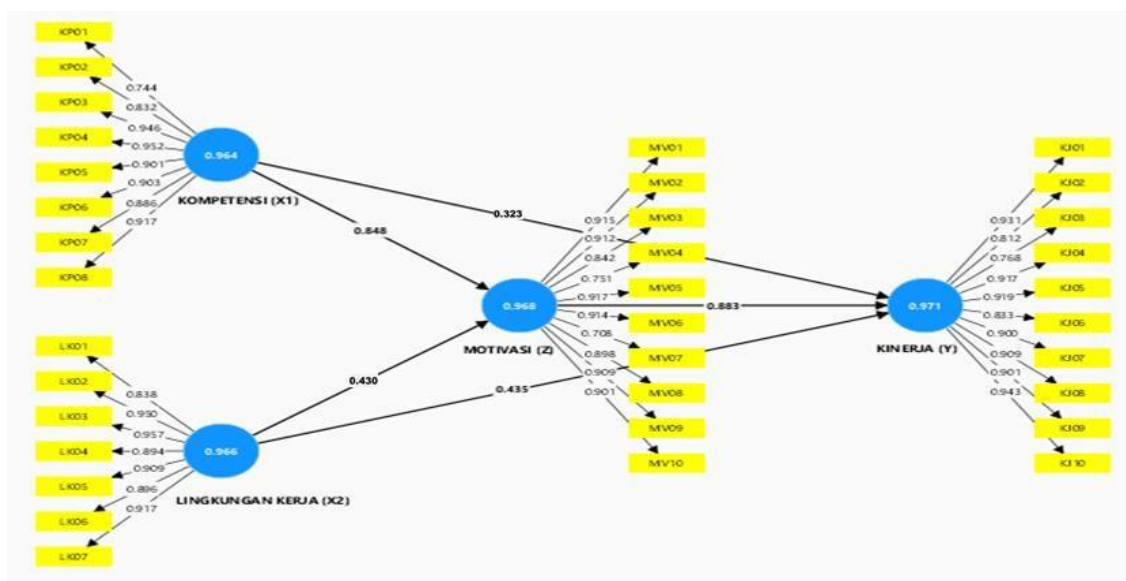 KP01
KP02
KP03
KP04
KP05
KP06
KP07
KP08
0.744
0.832
0.946
0.952
0.901
0.903
0.886
0.917
0.964
KOMPETENSI (X1)
0.323
0.848
LK01
LK02
LK03
LK04
LK05
LK06
LK07
0.838
0.950
0.957
0.894
0.909
0.896
0.917
0.966
LINGKUNGAN KERJA (X2)
0.430
0.435
0.968
MOTIVASI (Z)
0.915
0.912
0.842
0.751
0.917
0.914
0.708
0.898
0.909
0.901
MV01
MV02
MV03
MV04
MV05
MV06
MV07
MV08
MV09
MV10
0.883
0.971
KINERJA (Y)
0.931
0.812
0.768
0.917
0.919
0.833
0.900
0.909
0.901
0.943
KJ01
KJ02
KJ03
KJ04
KJ05
KJ06
KJ07
KJ08
KJ09
KJ10